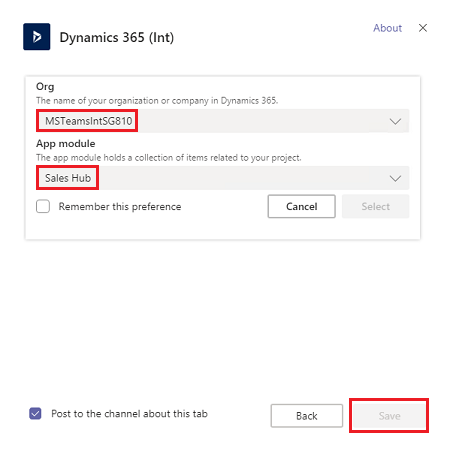 About
Dynamics 365 (Int)
Org
The name of your organization or company in Dynamics 365.
MSTeamsIntSG810
App module
The app module holds a collection of items related to your project.
Sales Hub
Remember this preference
Cancel
Select
Post to the channel about this tab
Back
Save